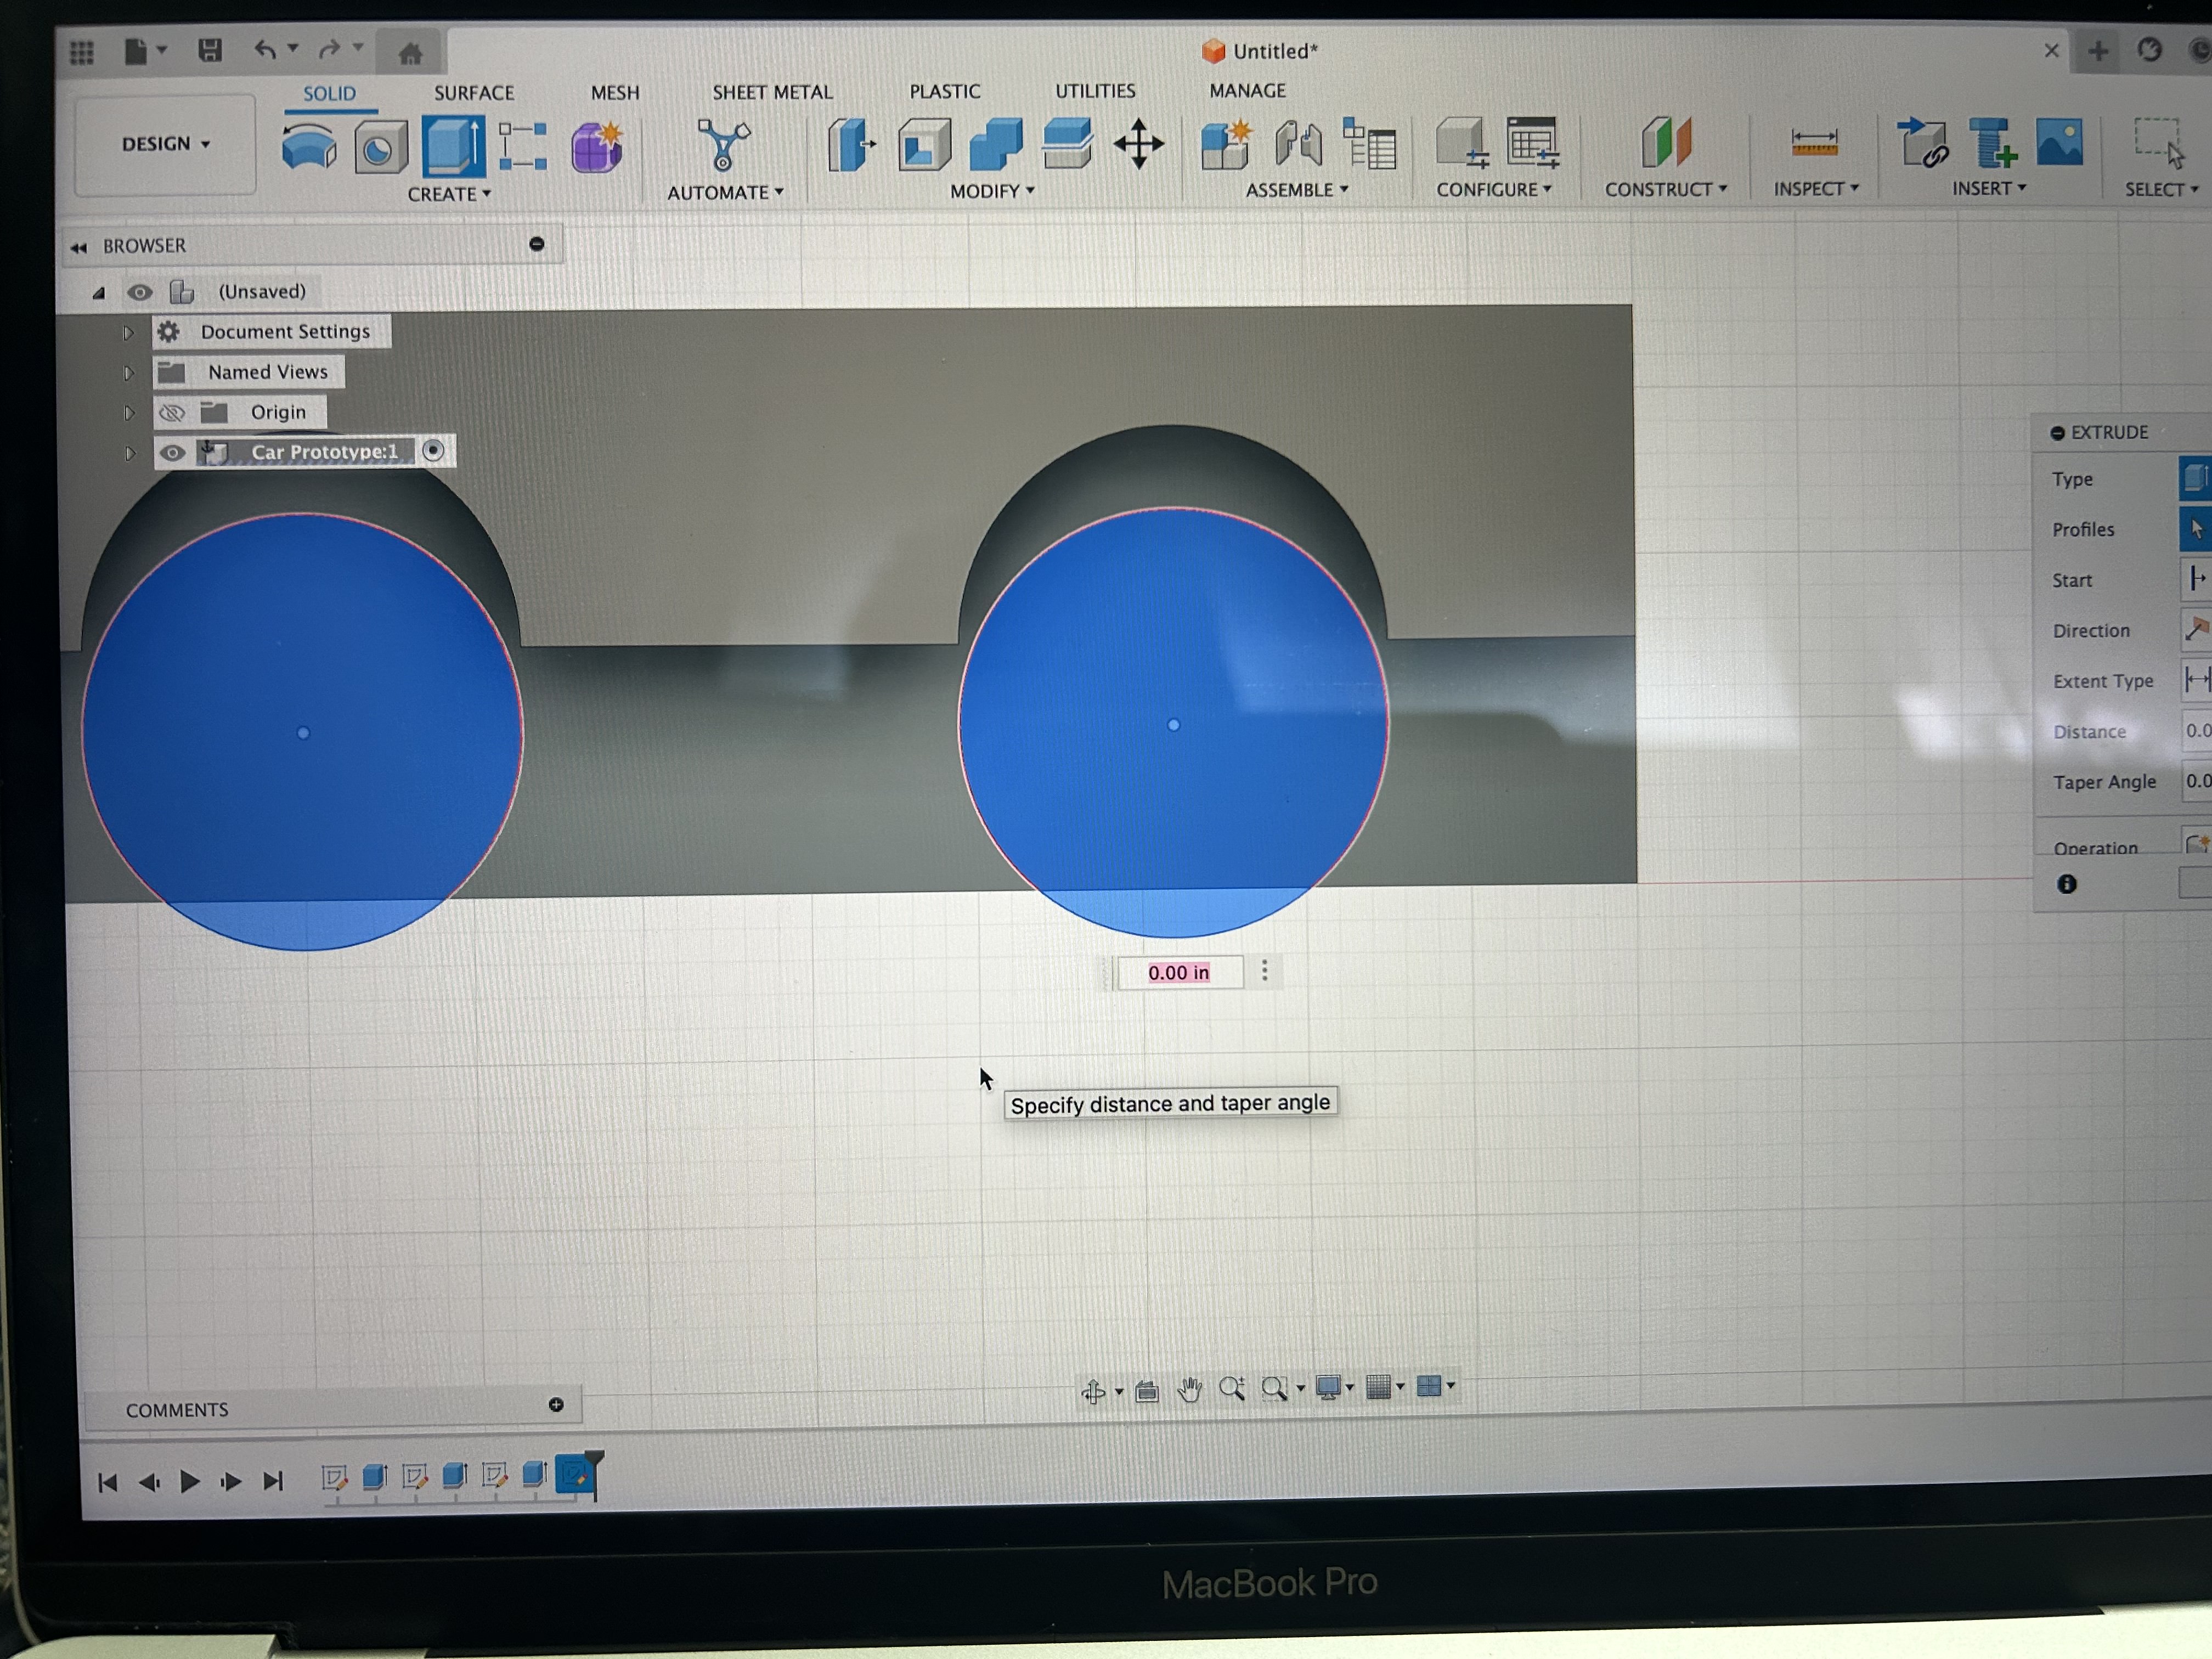 Untitled*
SOLID SURFACE MESH SHEET METAL PLASTIC UTILITIES MANAGE
DESIGN
CREATE AUTOMATE MODIFY ASSEMBLE CONFIGURE CONSTRUCT INSPECT INSERT SELECT
BROWSER
(Unsaved)
Document Settings
Named Views
Origin
Car Prototype:1
EXTRUDE
Type
Profiles
Start
Direction
Extent Type
Distance 0.0
Taper Angle 0.0
Operation
0.00 in
Specify distance and taper angle
COMMENTS
MacBook Pro